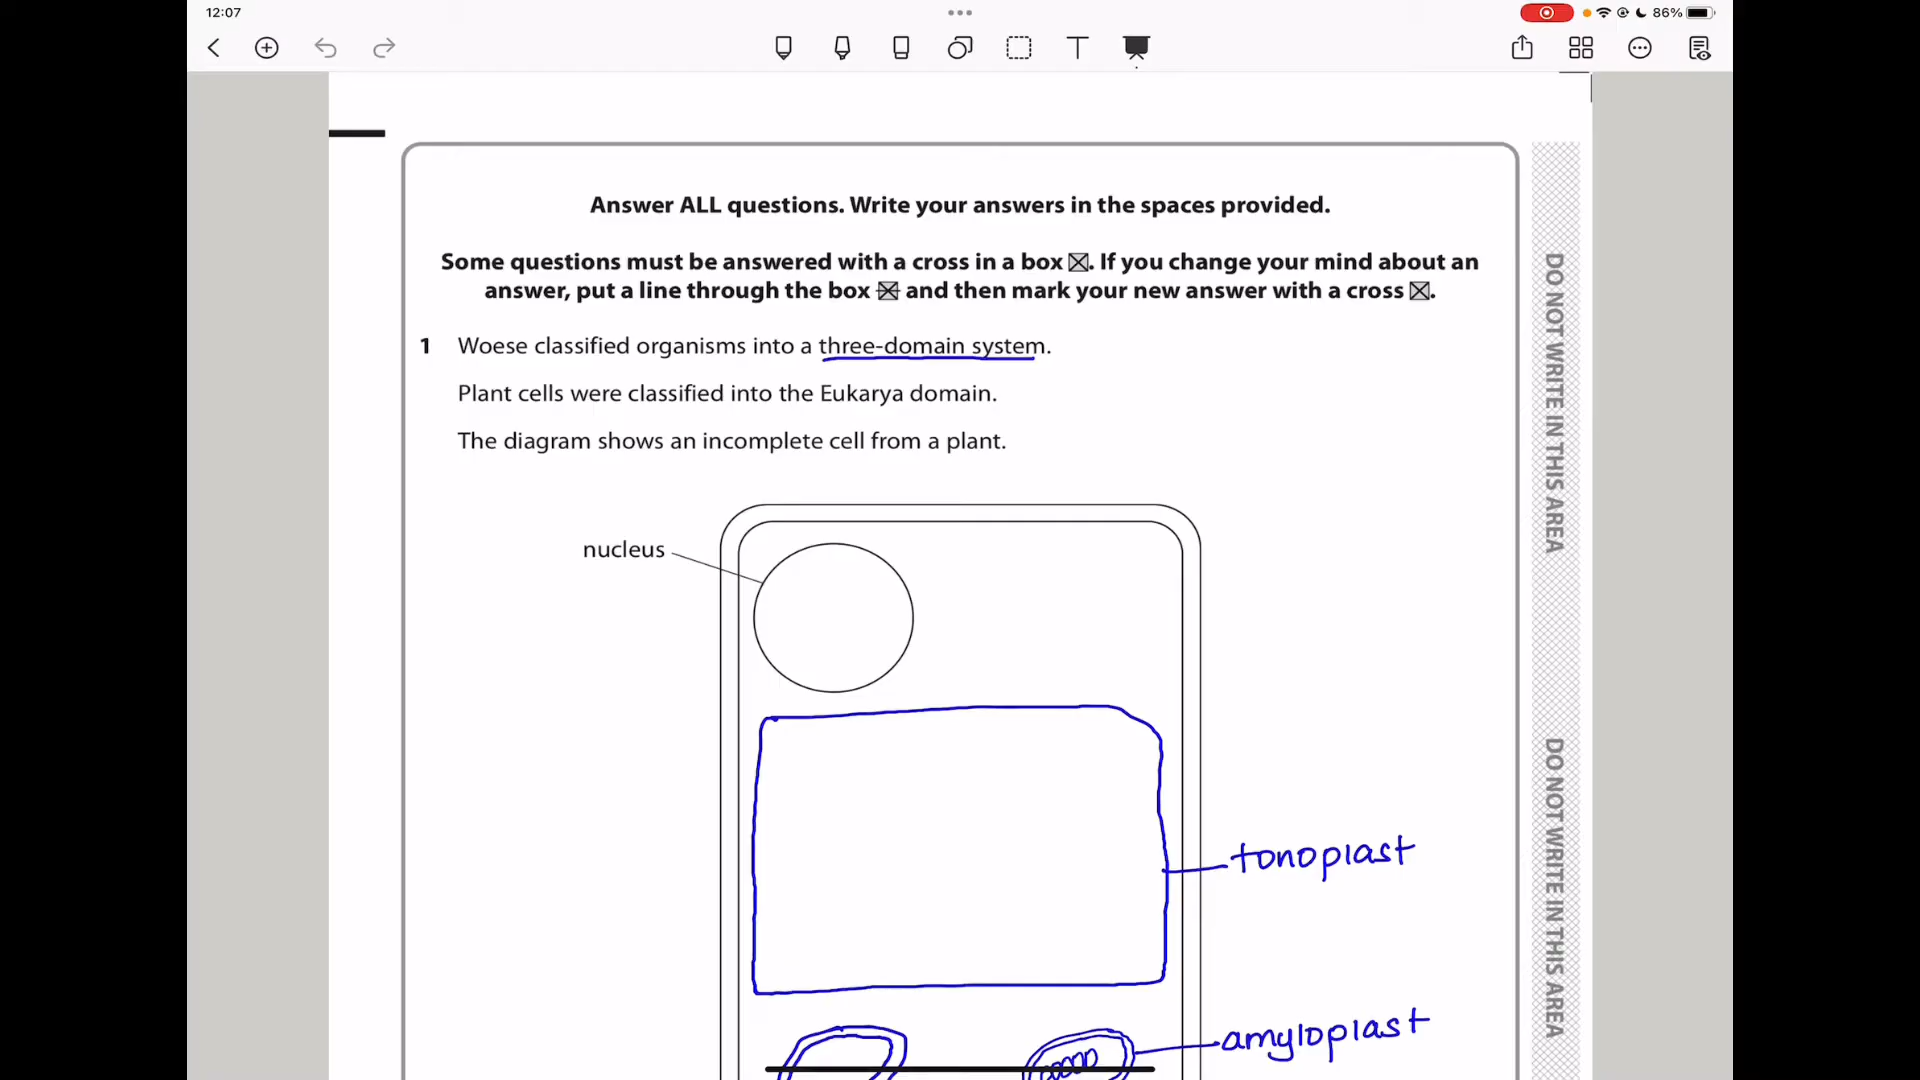 12:07
86%
Answer ALL questions. Write your answers in the spaces provided.
Some questions must be answered with a cross in a box ☒. If you change your mind about an
answer, put a line through the box ☒ and then mark your new answer with a cross ☒.
1 Woese classified organisms into a three-domain system.
Plant cells were classified into the Eukarya domain.
The diagram shows an incomplete cell from a plant.
nucleus
tonoplast
amyloplast
DO NOT WRITE IN THIS AREA
DO NOT WRITE IN THIS AREA